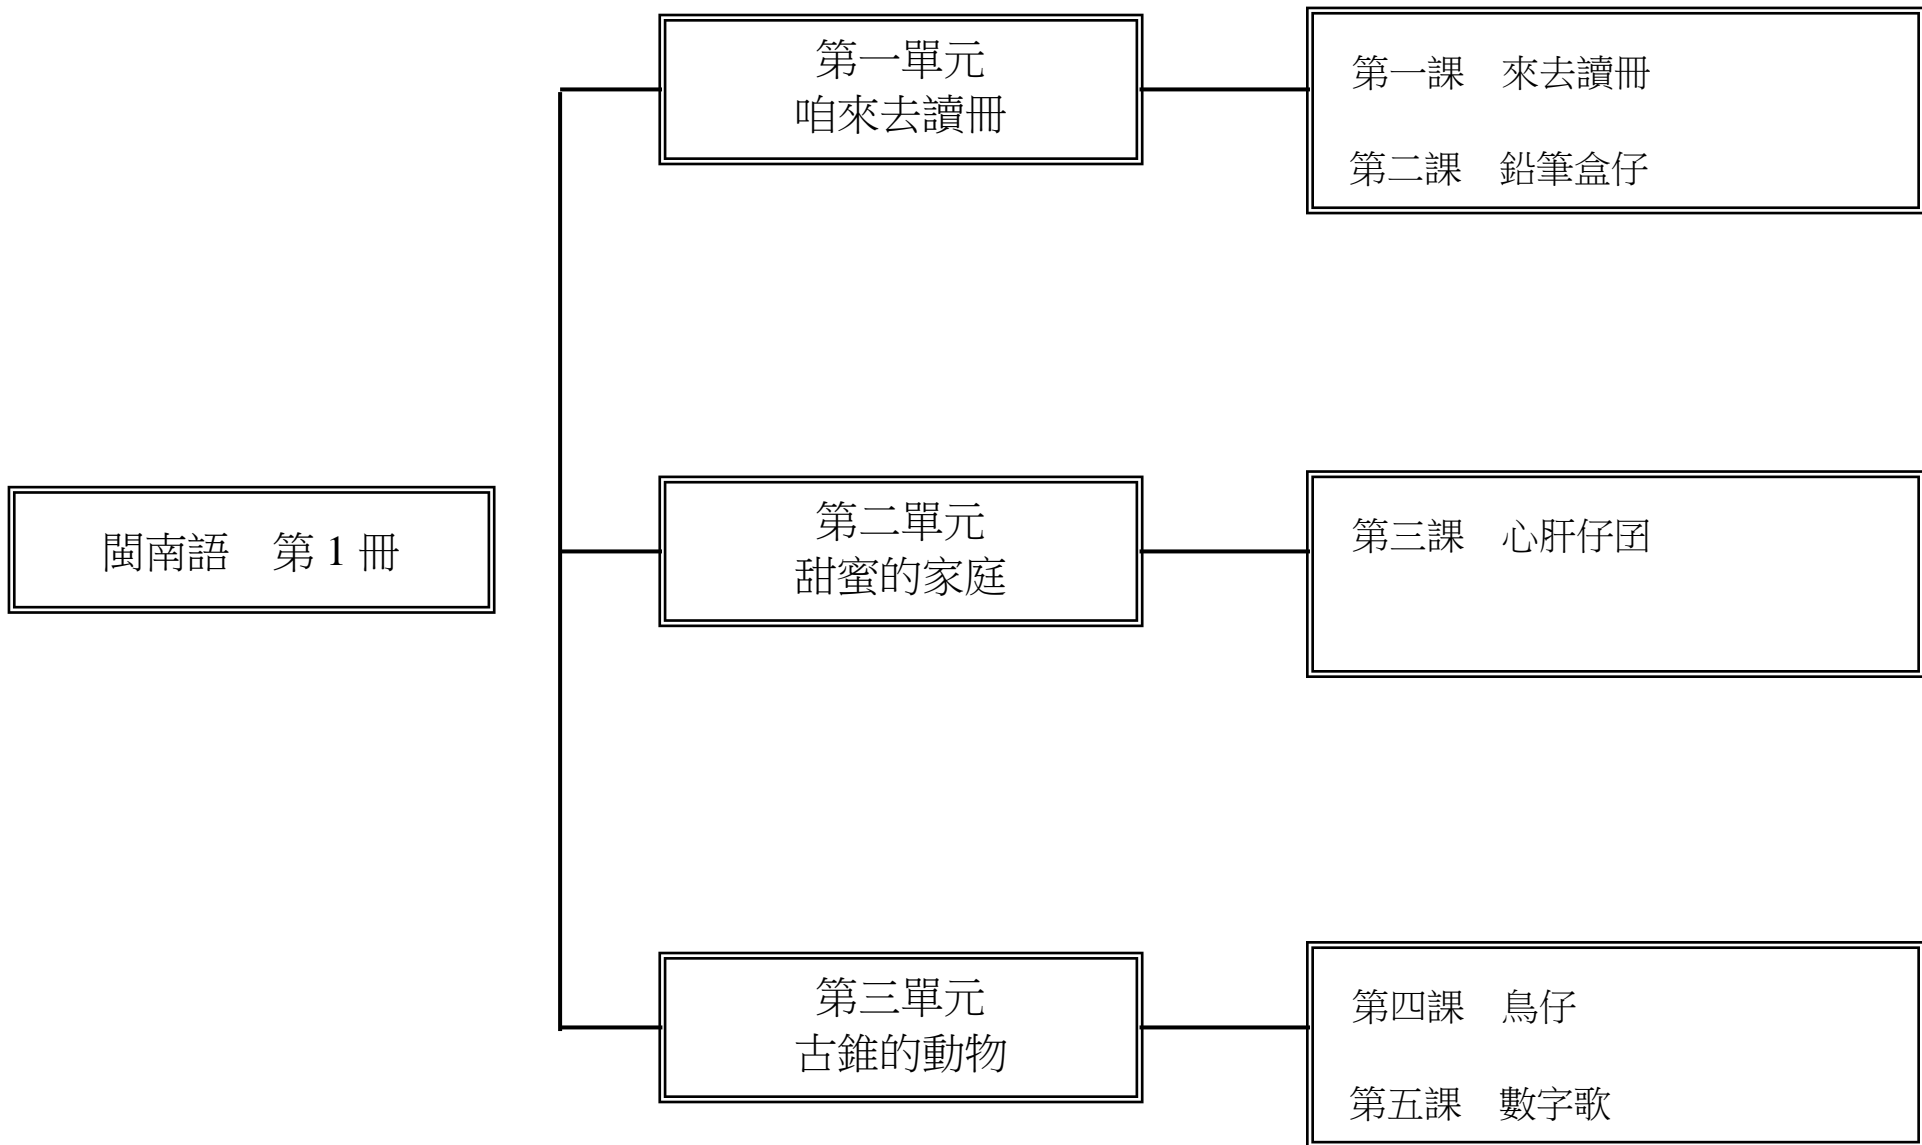 閩南語　第 1 冊
第一單元
咱來去讀冊
第一課　來去讀冊
第二課　鉛筆盒仔
第二單元
甜蜜的家庭
第三課　心肝仔囝
第三單元
古錐的動物
第四課　鳥仔
第五課　數字歌